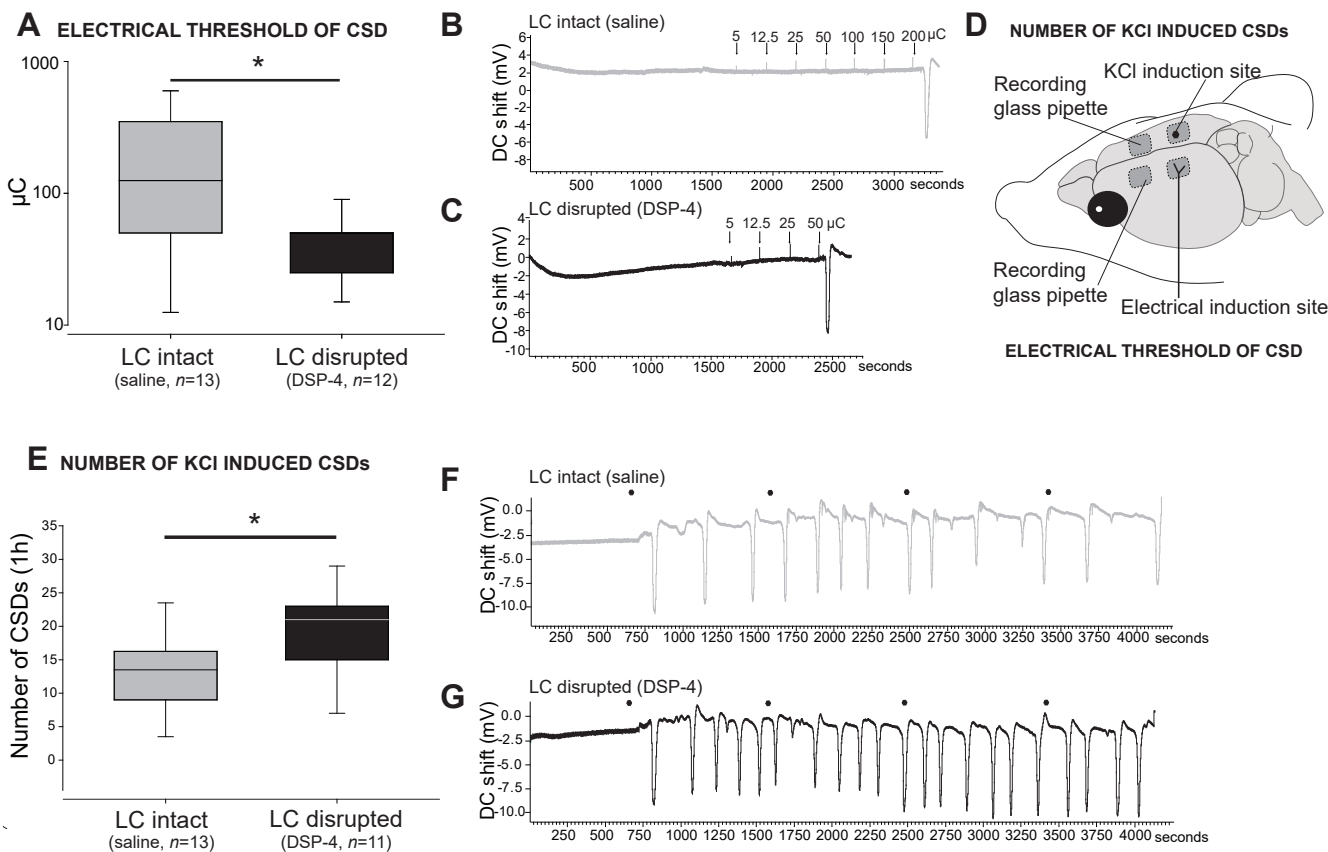 A ELECTRICAL THRESHOLD OF CSD
*
1000
100
10
µC
LC intact
(saline, n=13)
LC disrupted
(DSP-4, n=12)
B LC intact (saline)
5 12.5 25 50 100 150 200 µC
DC shift (mV)
6
4
2
0
-2
-4
-6
-8
500 1000 1500 2000 2500 3000 seconds
C LC disrupted (DSP-4)
5 12.5 25 50 µC
DC shift (mV)
4
2
0
-2
-4
-6
-8
-10
500 1000 1500 2000 2500 seconds
D NUMBER OF KCl INDUCED CSDs
KCl induction site
Recording
glass pipette
Recording
glass pipette
Electrical induction site
ELECTRICAL THRESHOLD OF CSD
E NUMBER OF KCl INDUCED CSDs
*
Number of CSDs (1h)
35
30
25
20
15
10
5
0
LC intact
(saline, n=13)
LC disrupted
(DSP-4, n=11)
F LC intact (saline)
DC shift (mV)
0.0
-2.5
-5.0
-7.5
-10.0
250 500 750 1000 1250 1500 1750 2000 2250 2500 2750 3000 3250 3500 3750 4000 seconds
G LC disrupted (DSP-4)
DC shift (mV)
0.0
-2.5
-5.0
-7.5
-10.0
250 500 750 1000 1250 1500 1750 2000 2250 2500 2750 3000 3250 3500 3750 4000 seconds